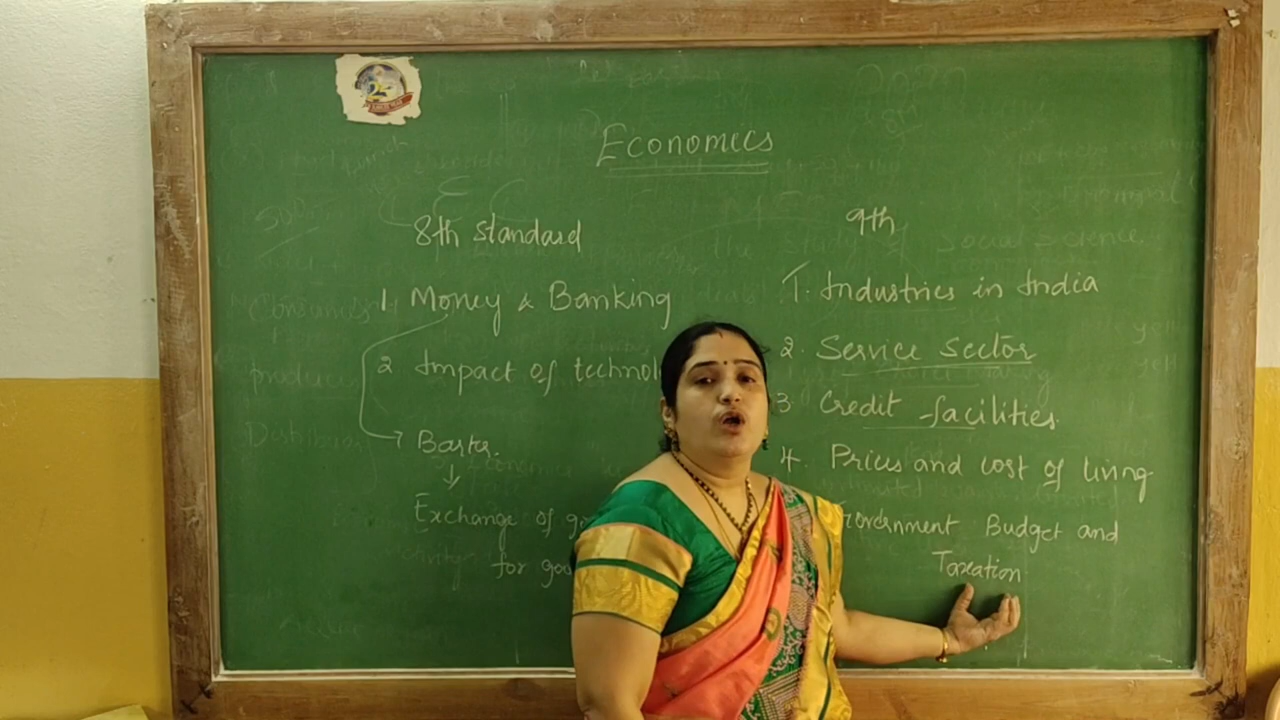 Economics
8th standard
1. Money & Banking
2 Impact of technol
Barter.
Exchange of g
for goo
9th
1. Industries in India
2. Service Sector
3 Credit facilities.
4. Prices and cost of living
Government Budget and
Taxation